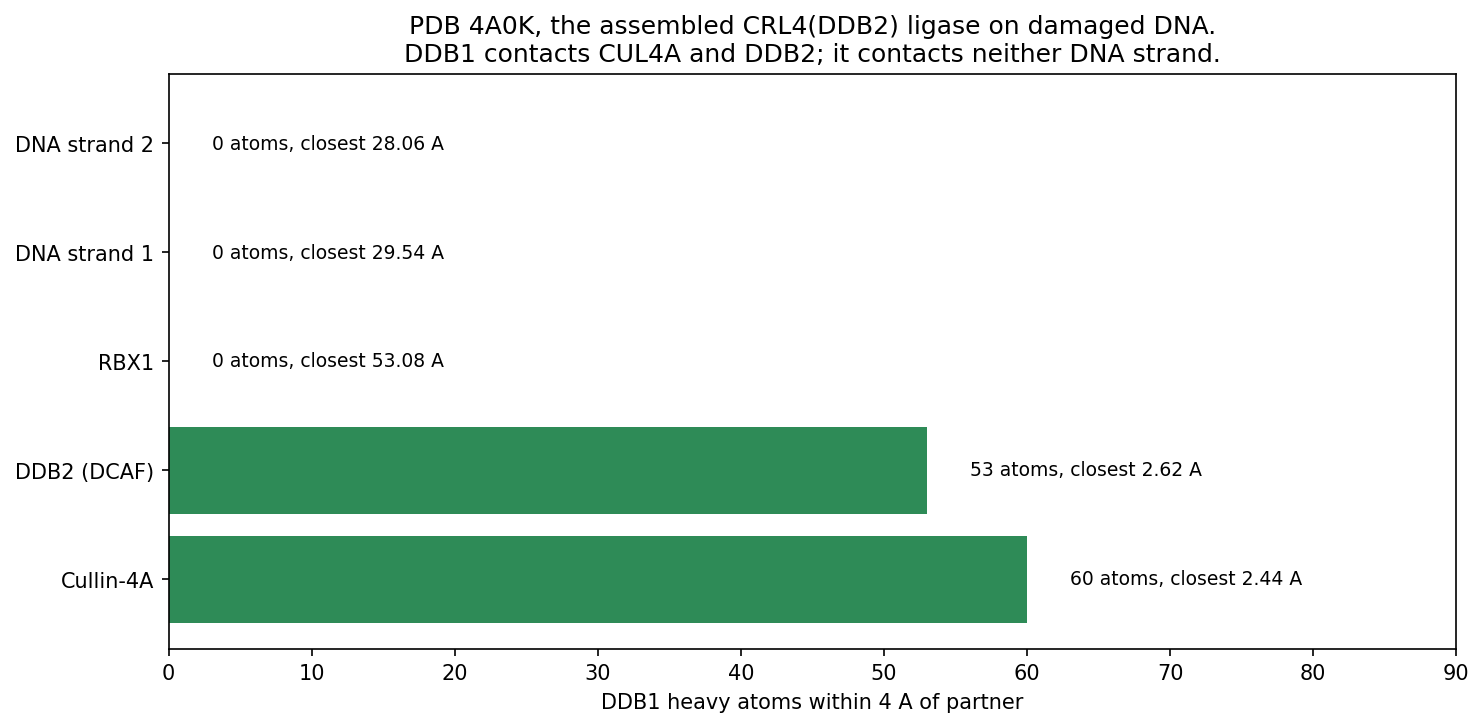 PDB 4A0K, the assembled CRL4(DDB2) ligase on damaged DNA.
DDB1 contacts CUL4A and DDB2; it contacts neither DNA strand.
DNA strand 2
0 atoms, closest 28.06 A
DNA strand 1
0 atoms, closest 29.54 A
RBX1
0 atoms, closest 53.08 A
DDB2 (DCAF)
53 atoms, closest 2.62 A
Cullin-4A
60 atoms, closest 2.44 A
0 10 20 30 40 50 60 70 80 90
DDB1 heavy atoms within 4 A of partner